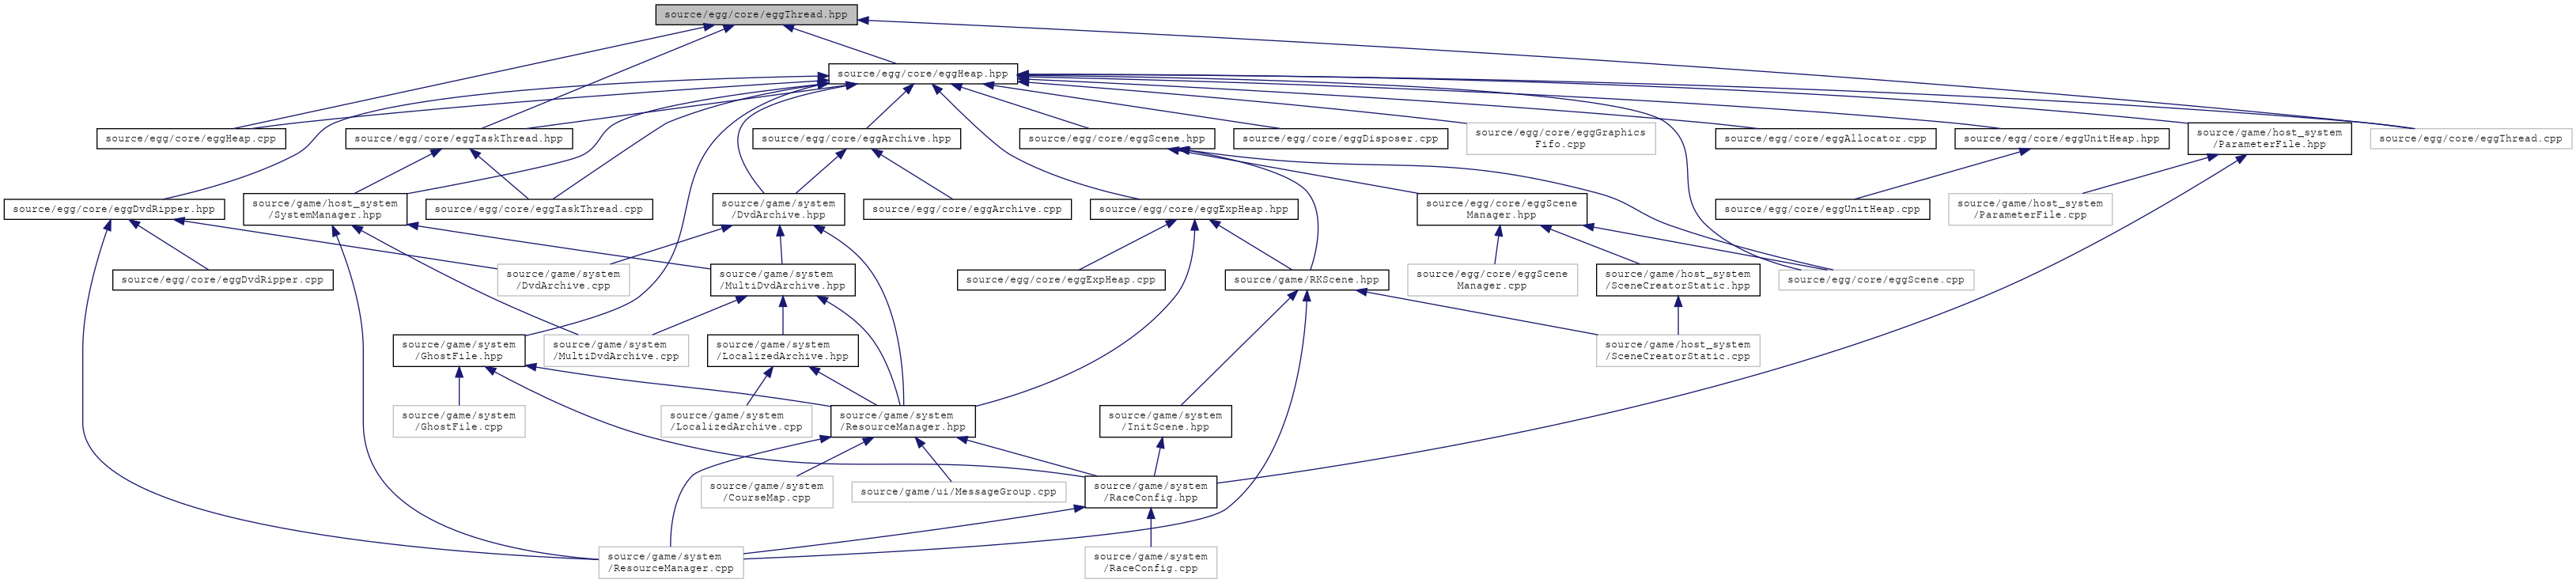 source/egg/core/eggThread.hpp
source/egg/core/eggHeap.hpp
source/egg/core/eggHeap.cpp
source/egg/core/eggTaskThread.hpp
source/egg/core/eggArchive.hpp
source/egg/core/eggScene.hpp
source/egg/core/eggDisposer.cpp
source/egg/core/eggGraphics
Fifo.cpp
source/egg/core/eggAllocator.cpp
source/egg/core/eggUnitHeap.hpp
source/game/host_system
/ParameterFile.hpp
source/egg/core/eggThread.cpp
source/egg/core/eggDvdRipper.hpp
source/game/host_system
/SystemManager.hpp
source/egg/core/eggTaskThread.cpp
source/game/system
/DvdArchive.hpp
source/egg/core/eggArchive.cpp
source/egg/core/eggExpHeap.hpp
source/egg/core/eggScene
Manager.hpp
source/egg/core/eggUnitHeap.cpp
source/game/host_system
/ParameterFile.cpp
source/egg/core/eggDvdRipper.cpp
source/game/system
/DvdArchive.cpp
source/game/system
/MultiDvdArchive.hpp
source/egg/core/eggExpHeap.cpp
source/game/RKScene.hpp
source/egg/core/eggScene
Manager.cpp
source/game/host_system
/SceneCreatorStatic.hpp
source/egg/core/eggScene.cpp
source/game/system
/GhostFile.hpp
source/game/system
/MultiDvdArchive.cpp
source/game/system
/LocalizedArchive.hpp
source/game/host_system
/SceneCreatorStatic.cpp
source/game/system
/GhostFile.cpp
source/game/system
/LocalizedArchive.cpp
source/game/system
/ResourceManager.hpp
source/game/system
/InitScene.hpp
source/game/system
/CourseMap.cpp
source/game/ui/MessageGroup.cpp
source/game/system
/RaceConfig.hpp
source/game/system
/ResourceManager.cpp
source/game/system
/RaceConfig.cpp